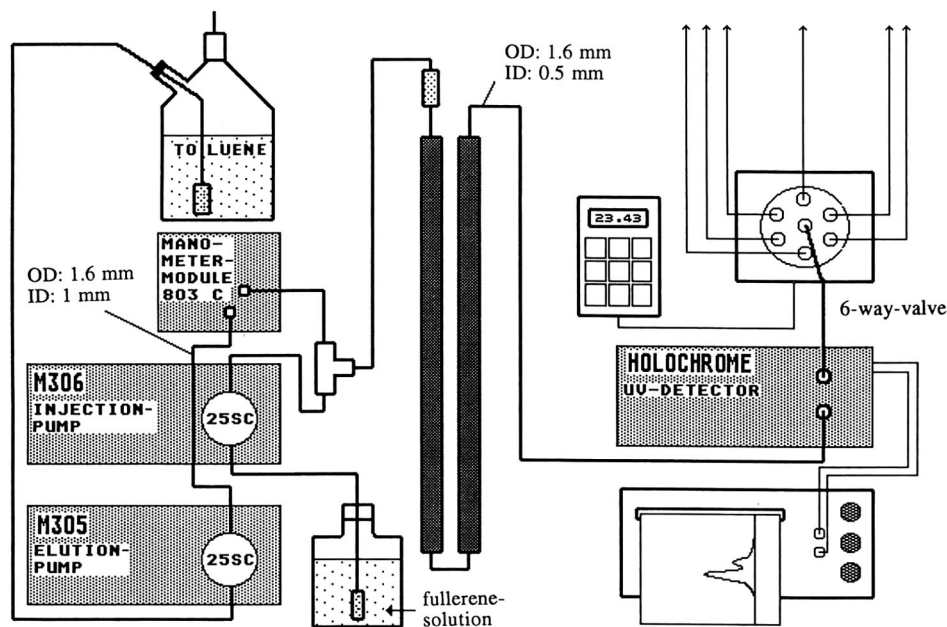 OD: 1.6 mm
ID: 0.5 mm
TOLUENE
23.43
MANO-
METER-
MODULE
803 C
OD: 1.6 mm
ID: 1 mm
6-way-valve
M306
INJECTION-
PUMP
25SC
HOLOCHROME
UV-DETECTOR
M305
ELUTION-
PUMP
25SC
fullerene-
solution